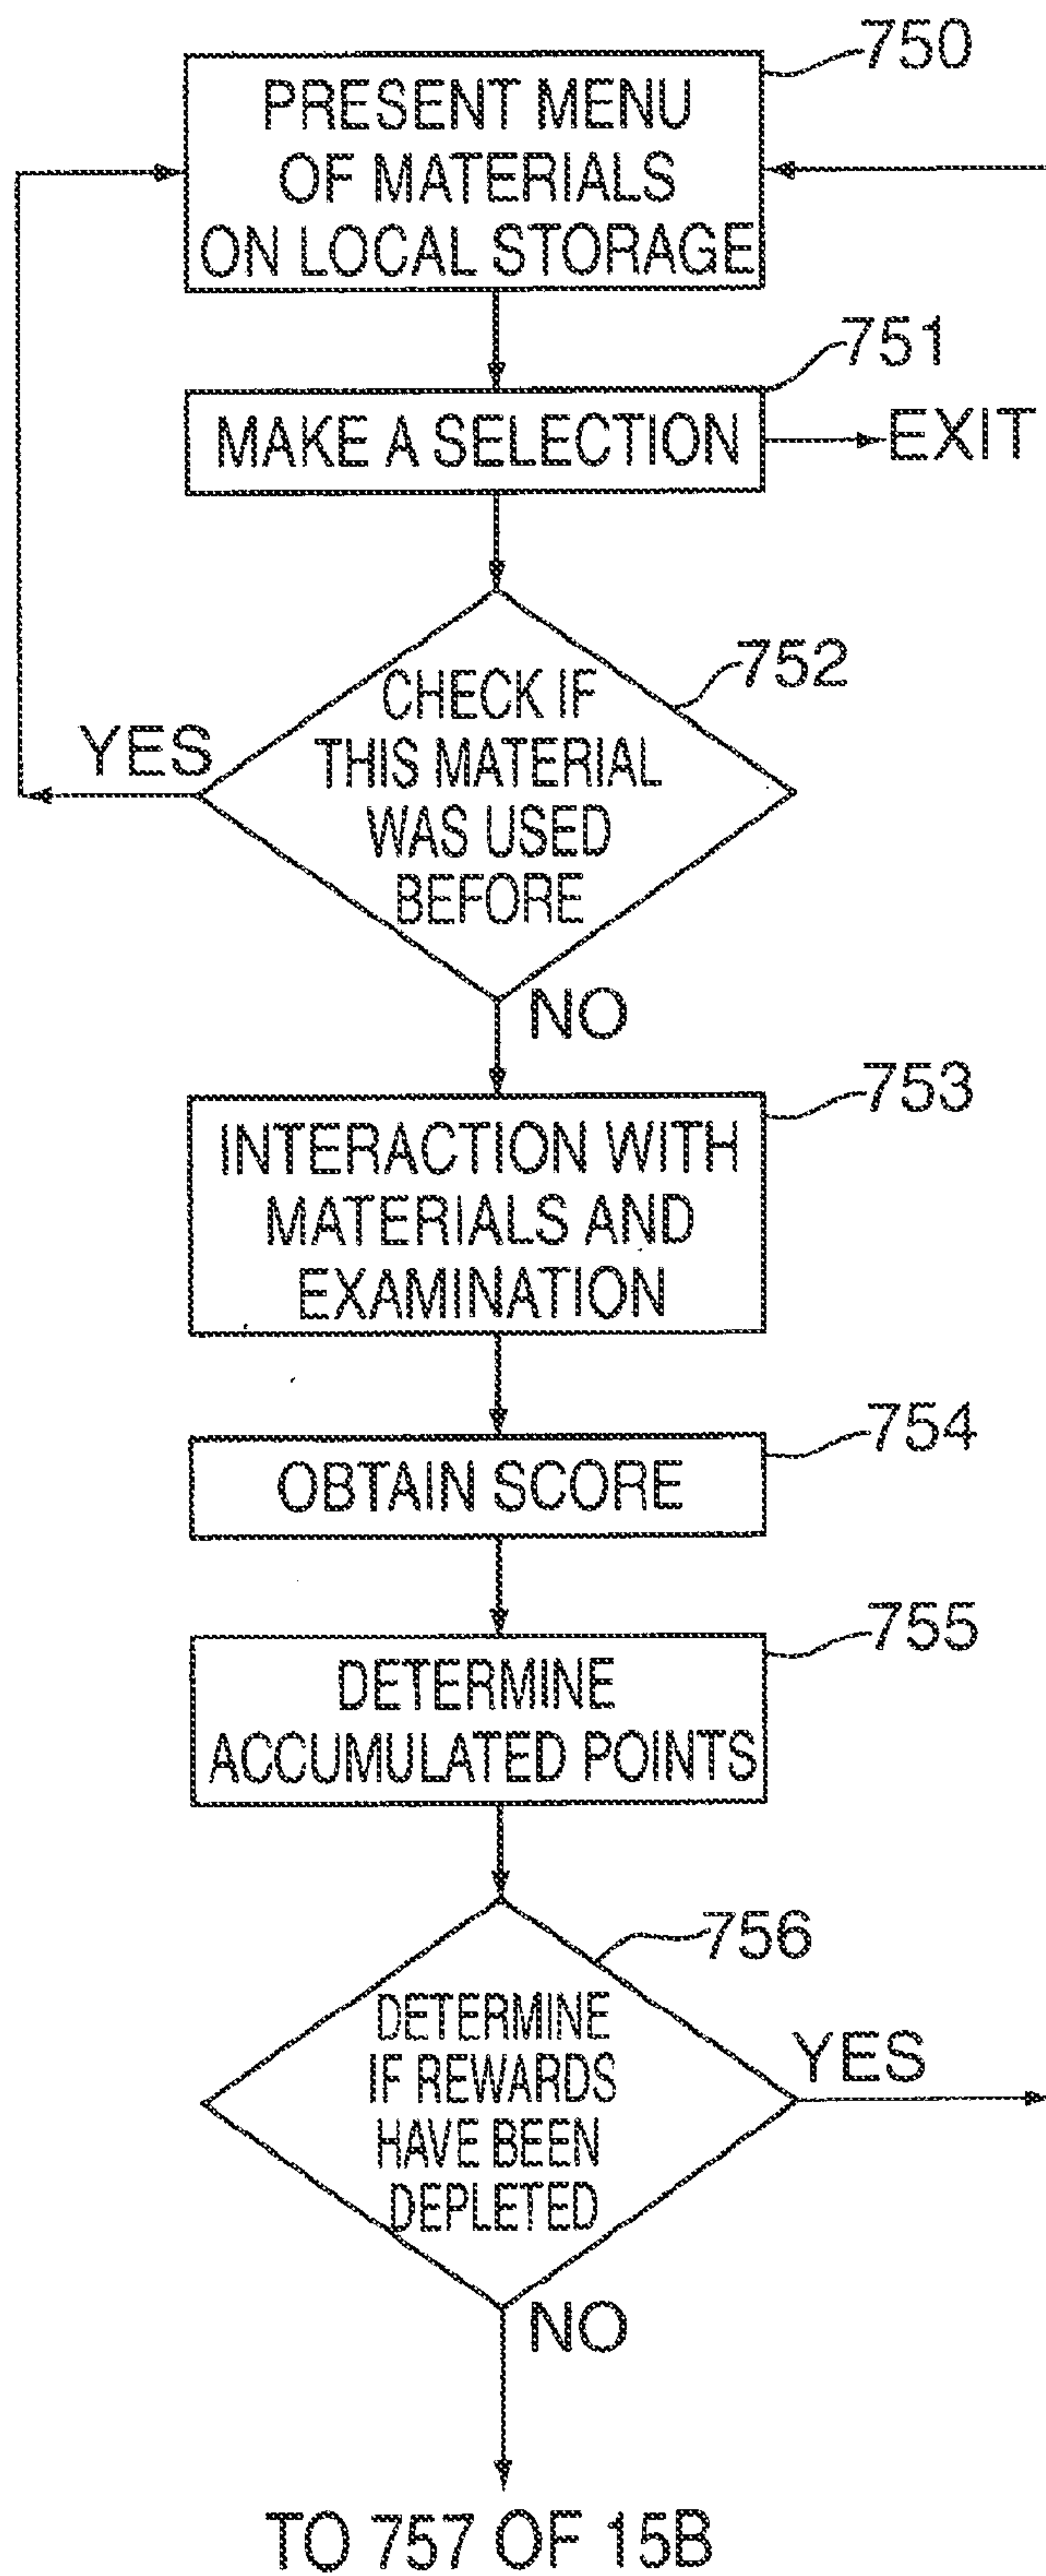 750
PRESENT MENU
OF MATERIALS
ON LOCAL STORAGE
751
MAKE A SELECTION
EXIT
752
CHECK IF
THIS MATERIAL
WAS USED
BEFORE
YES
NO
753
INTERACTION WITH
MATERIALS AND
EXAMINATION
754
OBTAIN SCORE
755
DETERMINE
ACCUMULATED POINTS
756
DETERMINE
IF REWARDS
HAVE BEEN
DEPLETED
YES
NO
TO 757 OF 15B